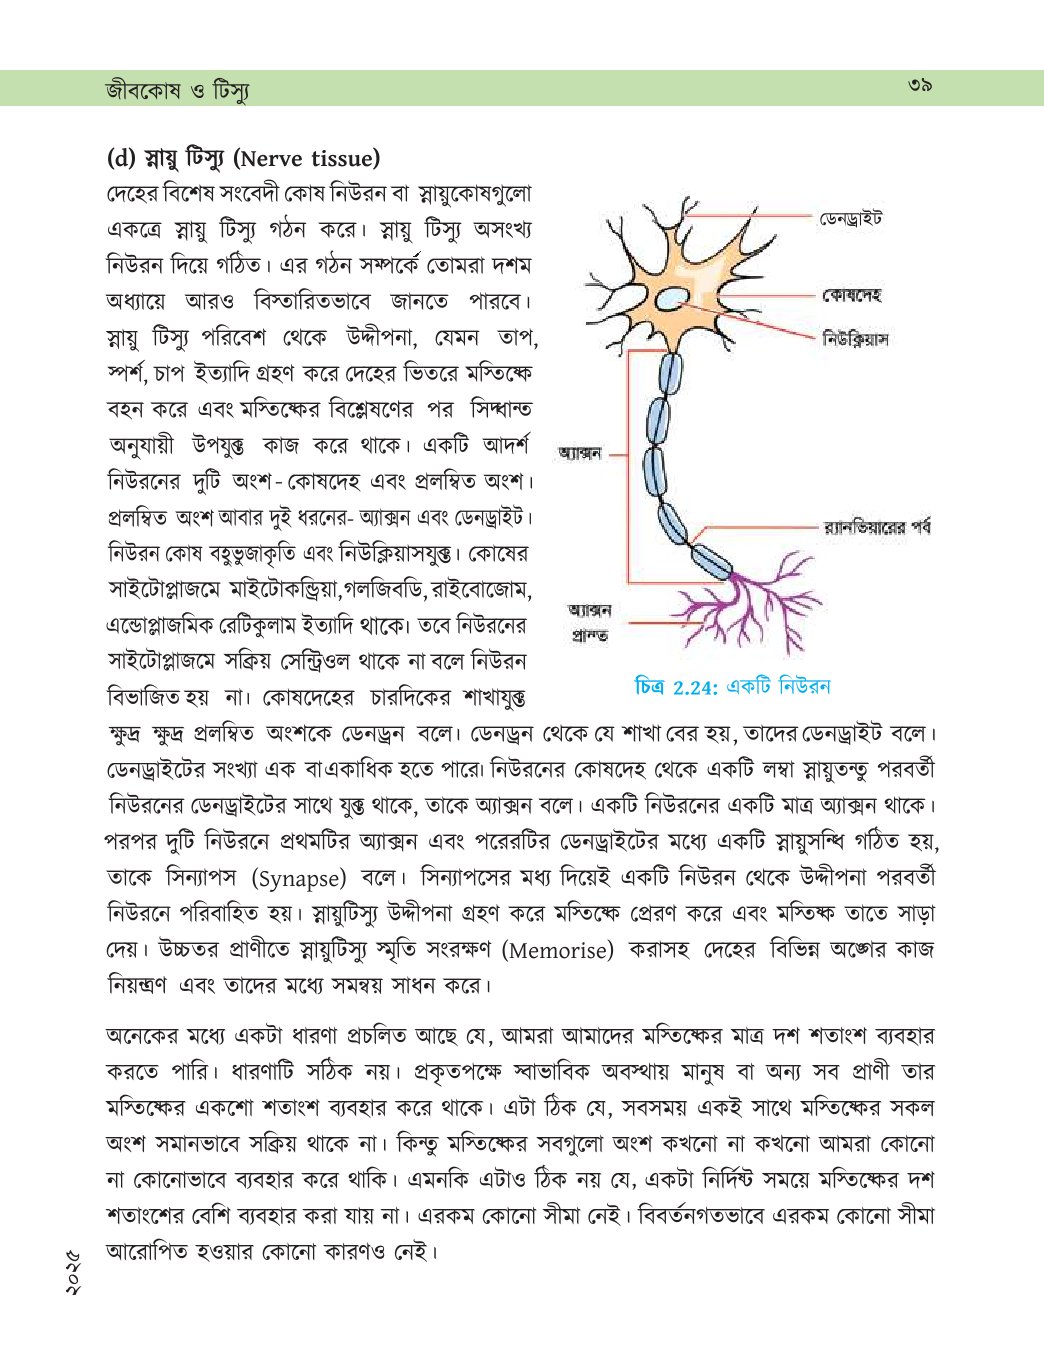 জীবকোষ ও টিস্যু
৩৯
(d) স্নায়ু টিস্যু (Nerve tissue)
দেহের বিশেষ সংবেদী কোষ নিউরন বা স্নায়ুকোষগুলো
একত্রে স্নায়ু টিস্যু গঠন করে। স্নায়ু টিস্যু অসংখ্য
নিউরন দিয়ে গঠিত। এর গঠন সম্পর্কে তোমরা দশম
অধ্যায়ে আরও বিস্তারিতভাবে জানতে পারবে।
স্নায়ু টিস্যু পরিবেশ থেকে উদ্দীপনা, যেমন তাপ,
স্পর্শ, চাপ ইত্যাদি গ্রহণ করে দেহের ভিতরে মস্তিষ্কে
বহন করে এবং মস্তিষ্কের বিশ্লেষণের পর সিদ্ধান্ত
অনুযায়ী উপযুক্ত কাজ করে থাকে। একটি আদর্শ
নিউরনের দুটি অংশ - কোষদেহ এবং প্রলম্বিত অংশ।
প্রলম্বিত অংশ আবার দুই ধরনের- অ্যাক্সন এবং ডেনড্রাইট।
নিউরন কোষ বহুভুজাকৃতি এবং নিউক্লিয়াসযুক্ত। কোষের
সাইটোপ্লাজমে মাইটোকন্ড্রিয়া,গলজিবডি, রাইবোজোম,
এন্ডোপ্লাজমিক রেটিকুলাম ইত্যাদি থাকে। তবে নিউরনের
সাইটোপ্লাজমে সক্রিয় সেন্ট্রিওল থাকে না বলে নিউরন
বিভাজিত হয় না। কোষদেহের চারদিকের শাখাযুক্ত
ডেনড্রাইট
কোষদেহ
নিউক্লিয়াস
অ্যাক্সন
র‍্যানভিয়ারের পর্ব
অ্যাক্সন
প্রান্ত
চিত্র 2.24: একটি নিউরন
ক্ষুদ্র ক্ষুদ্র প্রলম্বিত অংশকে ডেনড্রন বলে। ডেনড্রন থেকে যে শাখা বের হয়, তাদের ডেনড্রাইট বলে।
ডেনড্রাইটের সংখ্যা এক বা একাধিক হতে পারে। নিউরনের কোষদেহ থেকে একটি লম্বা স্নায়ুতন্তু পরবর্তী
নিউরনের ডেনড্রাইটের সাথে যুক্ত থাকে, তাকে অ্যাক্সন বলে। একটি নিউরনের একটি মাত্র অ্যাক্সন থাকে।
পরপর দুটি নিউরনে প্রথমটির অ্যাক্সন এবং পরেরটির ডেনড্রাইটের মধ্যে একটি স্নায়ুসন্ধি গঠিত হয়,
তাকে সিন্যাপস (Synapse) বলে। সিন্যাপসের মধ্য দিয়েই একটি নিউরন থেকে উদ্দীপনা পরবর্তী
নিউরনে পরিবাহিত হয়। স্নায়ুটিস্যু উদ্দীপনা গ্রহণ করে মস্তিষ্কে প্রেরণ করে এবং মস্তিষ্ক তাতে সাড়া
দেয়। উচ্চতর প্রাণীতে স্নায়ুটিস্যু স্মৃতি সংরক্ষণ (Memorise) করাসহ দেহের বিভিন্ন অঙ্গের কাজ
নিয়ন্ত্রণ এবং তাদের মধ্যে সমন্বয় সাধন করে।
অনেকের মধ্যে একটা ধারণা প্রচলিত আছে যে, আমরা আমাদের মস্তিষ্কের মাত্র দশ শতাংশ ব্যবহার
করতে পারি। ধারণাটি সঠিক নয়। প্রকৃতপক্ষে স্বাভাবিক অবস্থায় মানুষ বা অন্য সব প্রাণী তার
মস্তিষ্কের একশো শতাংশ ব্যবহার করে থাকে। এটা ঠিক যে, সবসময় একই সাথে মস্তিষ্কের সকল
অংশ সমানভাবে সক্রিয় থাকে না। কিন্তু মস্তিষ্কের সবগুলো অংশ কখনো না কখনো আমরা কোনো
না কোনোভাবে ব্যবহার করে থাকি। এমনকি এটাও ঠিক নয় যে, একটা নির্দিষ্ট সময়ে মস্তিষ্কের দশ
শতাংশের বেশি ব্যবহার করা যায় না। এরকম কোনো সীমা নেই। বিবর্তনগতভাবে এরকম কোনো সীমা
আরোপিত হওয়ার কোনো কারণও নেই।
২০২৫